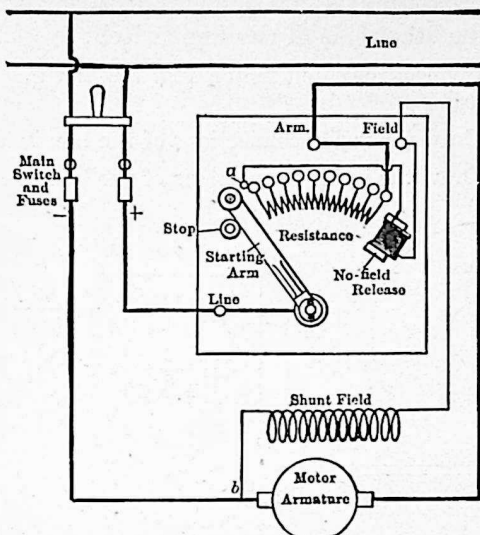 Line
Arm.
Field
Main
Switch
and
Fuses
a
Stop
Resistance
Starting
Arm
No-field
Release
Line
− +
Shunt Field
b
Motor
Armature